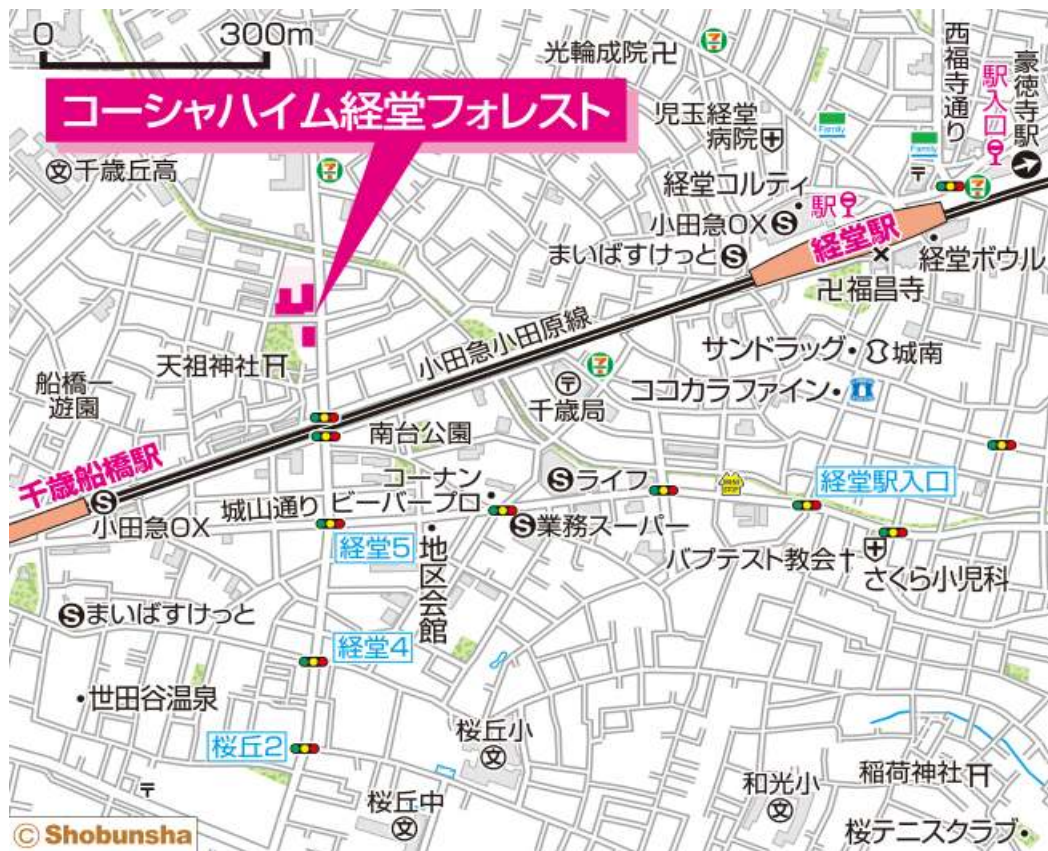 0 300m
コーシャハイム経堂フォレスト
光輪成院
西福寺通り
駅入口
豪徳寺駅
児玉経堂
病院
Family
Family
千歳丘高
経堂コルティ
駅
小田急OX
まいばすけっと
経堂駅
経堂ボウル
福昌寺
小田急小田原線
天祖神社
船橋一
遊園
サンドラッグ
城南
千歳局
ココカラファイン
千歳船橋駅
南台公園
小田急OX
城山通り
コーナン
ビーバープロ
ライフ
経堂駅入口
経堂5
地区会館
業務スーパー
バプテスト教会
さくら小児科
まいばすけっと
経堂4
世田谷温泉
桜丘2
桜丘小
和光小
稲荷神社
桜丘中
桜テニスクラブ
© Shobunsha